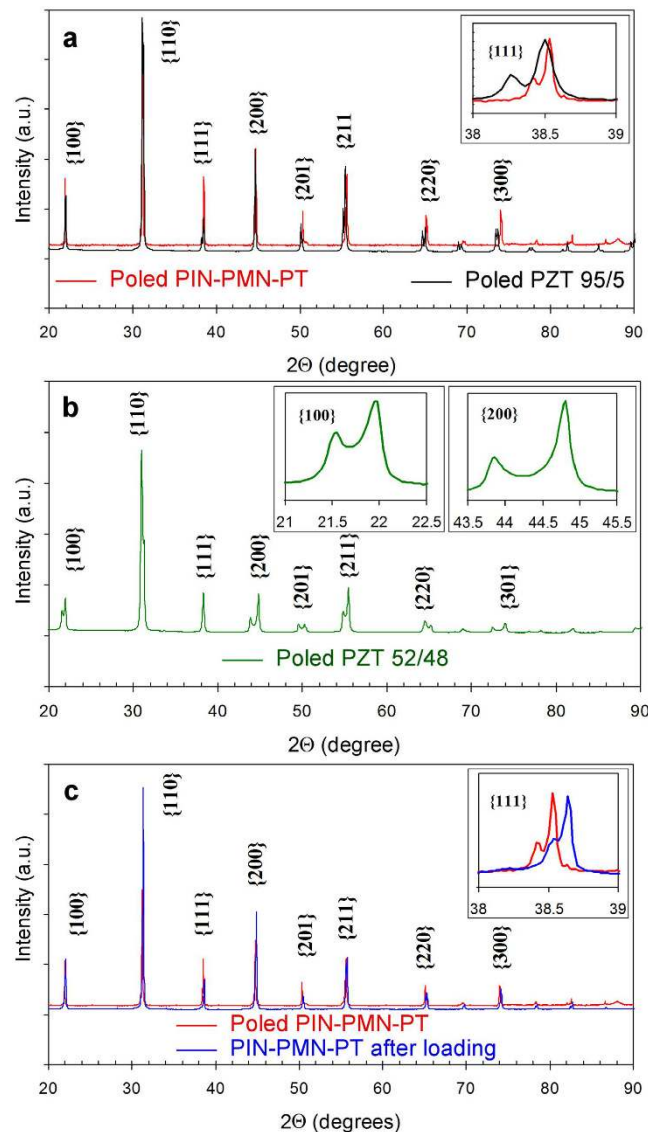 a
Intensity (a.u.)
{100}
{110}
{111}
{200}
{201}
{211
{220}
{300}
{111}
38 38.5 39
Poled PIN-PMN-PT
Poled PZT 95/5
20 30 40 50 60 70 80 90
2Θ (degree)
b
Intensity (a.u.)
{100}
{110}
{111}
{200}
{201}
{211}
{220}
{301}
{100}
21 21.5 22 22.5
{200}
43.5 44 44.5 45 45.5
Poled PZT 52/48
20 30 40 50 60 70 80 90
2Θ (degree)
c
Intensity (a.u.)
{100}
{110}
{111}
{200}
{201}
{211}
{220}
{300}
{111}
38 38.5 39
Poled PIN-PMN-PT
PIN-PMN-PT after loading
20 30 40 50 60 70 80 90
2Θ (degrees)